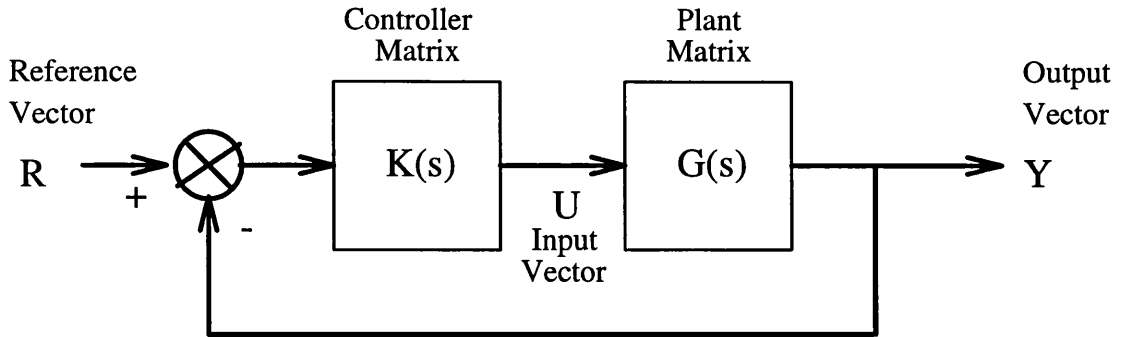 Controller
Matrix
Plant
Matrix
Reference
Vector
R
+
-
K(s)
U
Input
Vector
G(s)
Output
Vector
Y